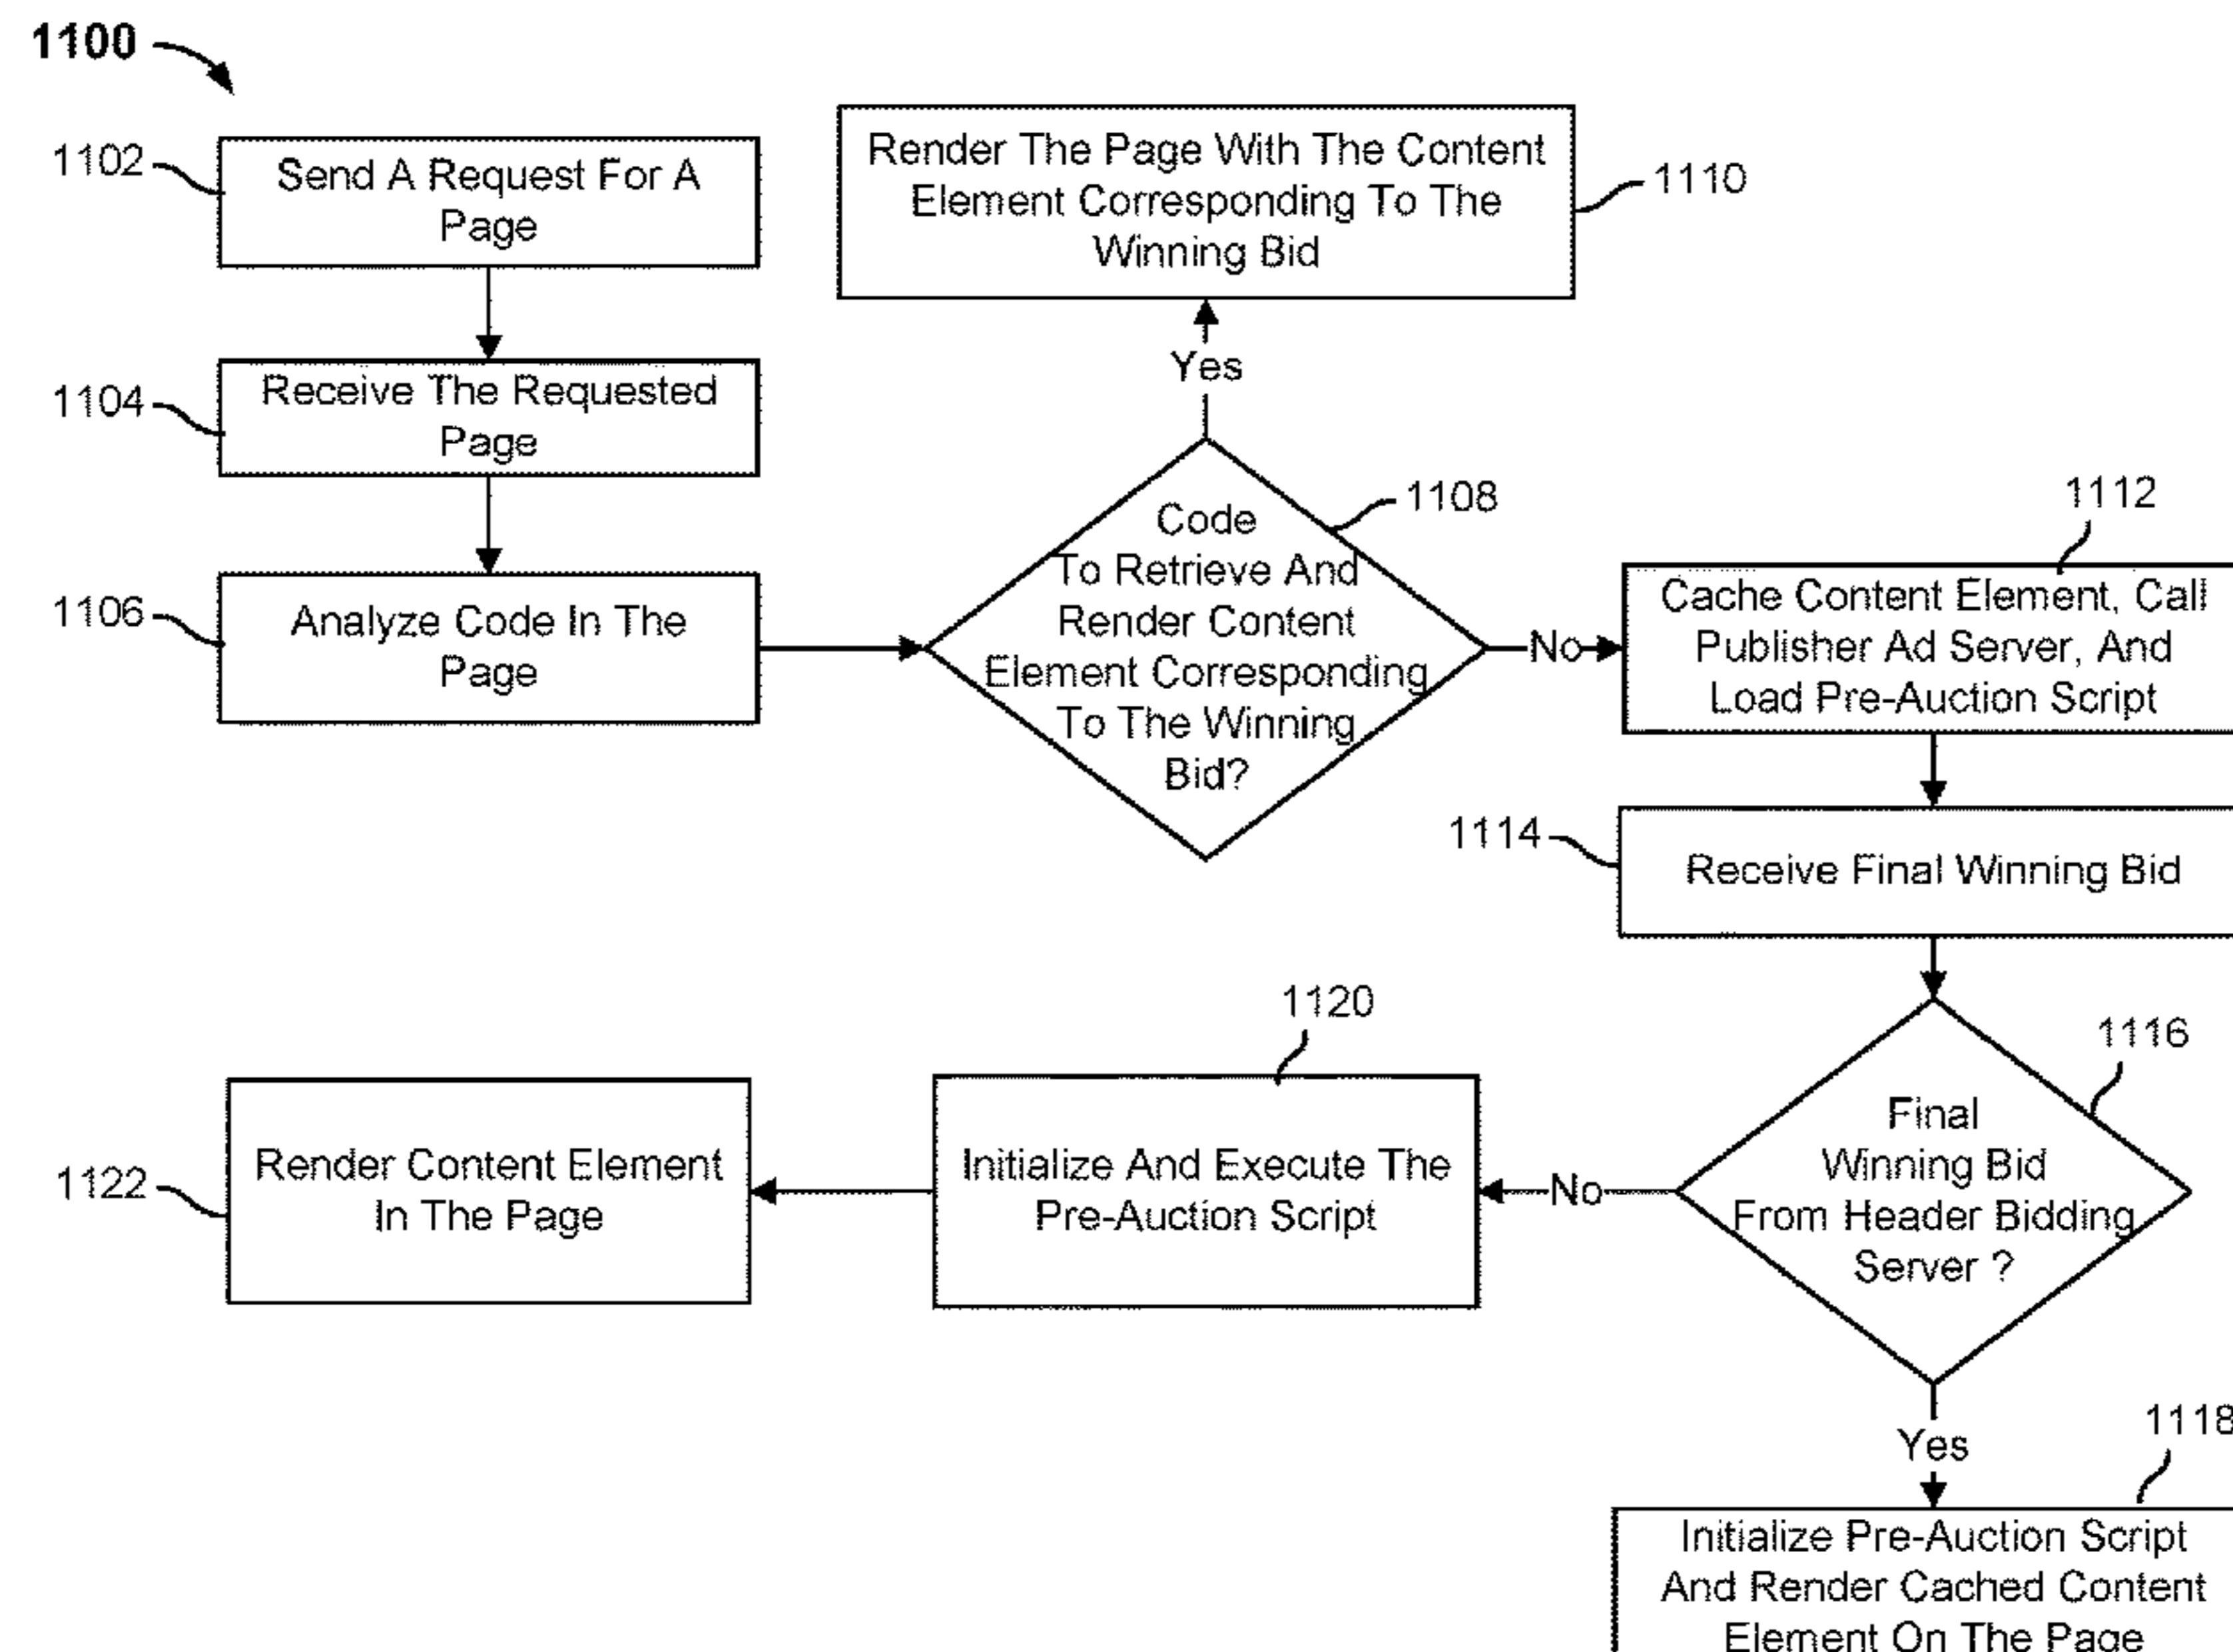 1100
1102
Send A Request For A
Page
1104
Receive The Requested
Page
1106
Analyze Code In The
Page
1108
Code
To Retrieve And
Render Content
Element Corresponding
To The Winning
Bid?
Yes
Render The Page With The Content
Element Corresponding To The
Winning Bid
1110
No
1112
Cache Content Element, Call
Publisher Ad Server, And
Load Pre-Auction Script
1114
Receive Final Winning Bid
1116
Final
Winning Bid
From Header Bidding
Server ?
No
1120
Initialize And Execute The
Pre-Auction Script
1122
Render Content Element
In The Page
Yes
1118
Initialize Pre-Auction Script
And Render Cached Content
Element On The Page